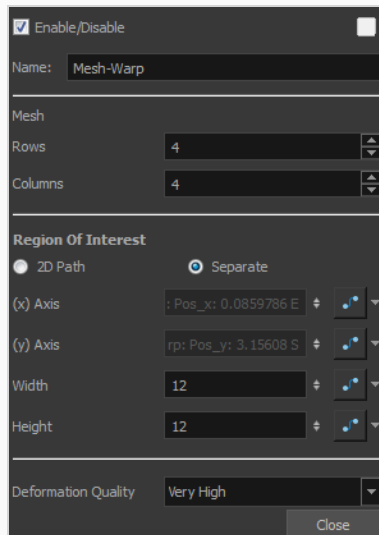 Enable/Disable
Name: Mesh-Warp
Mesh
Rows 4
Columns 4
Region Of Interest
2D Path Separate
(x) Axis : Pos_x: 0.0859786 E
(y) Axis rp: Pos_y: 3.15608 S
Width 12
Height 12
Deformation Quality Very High
Close